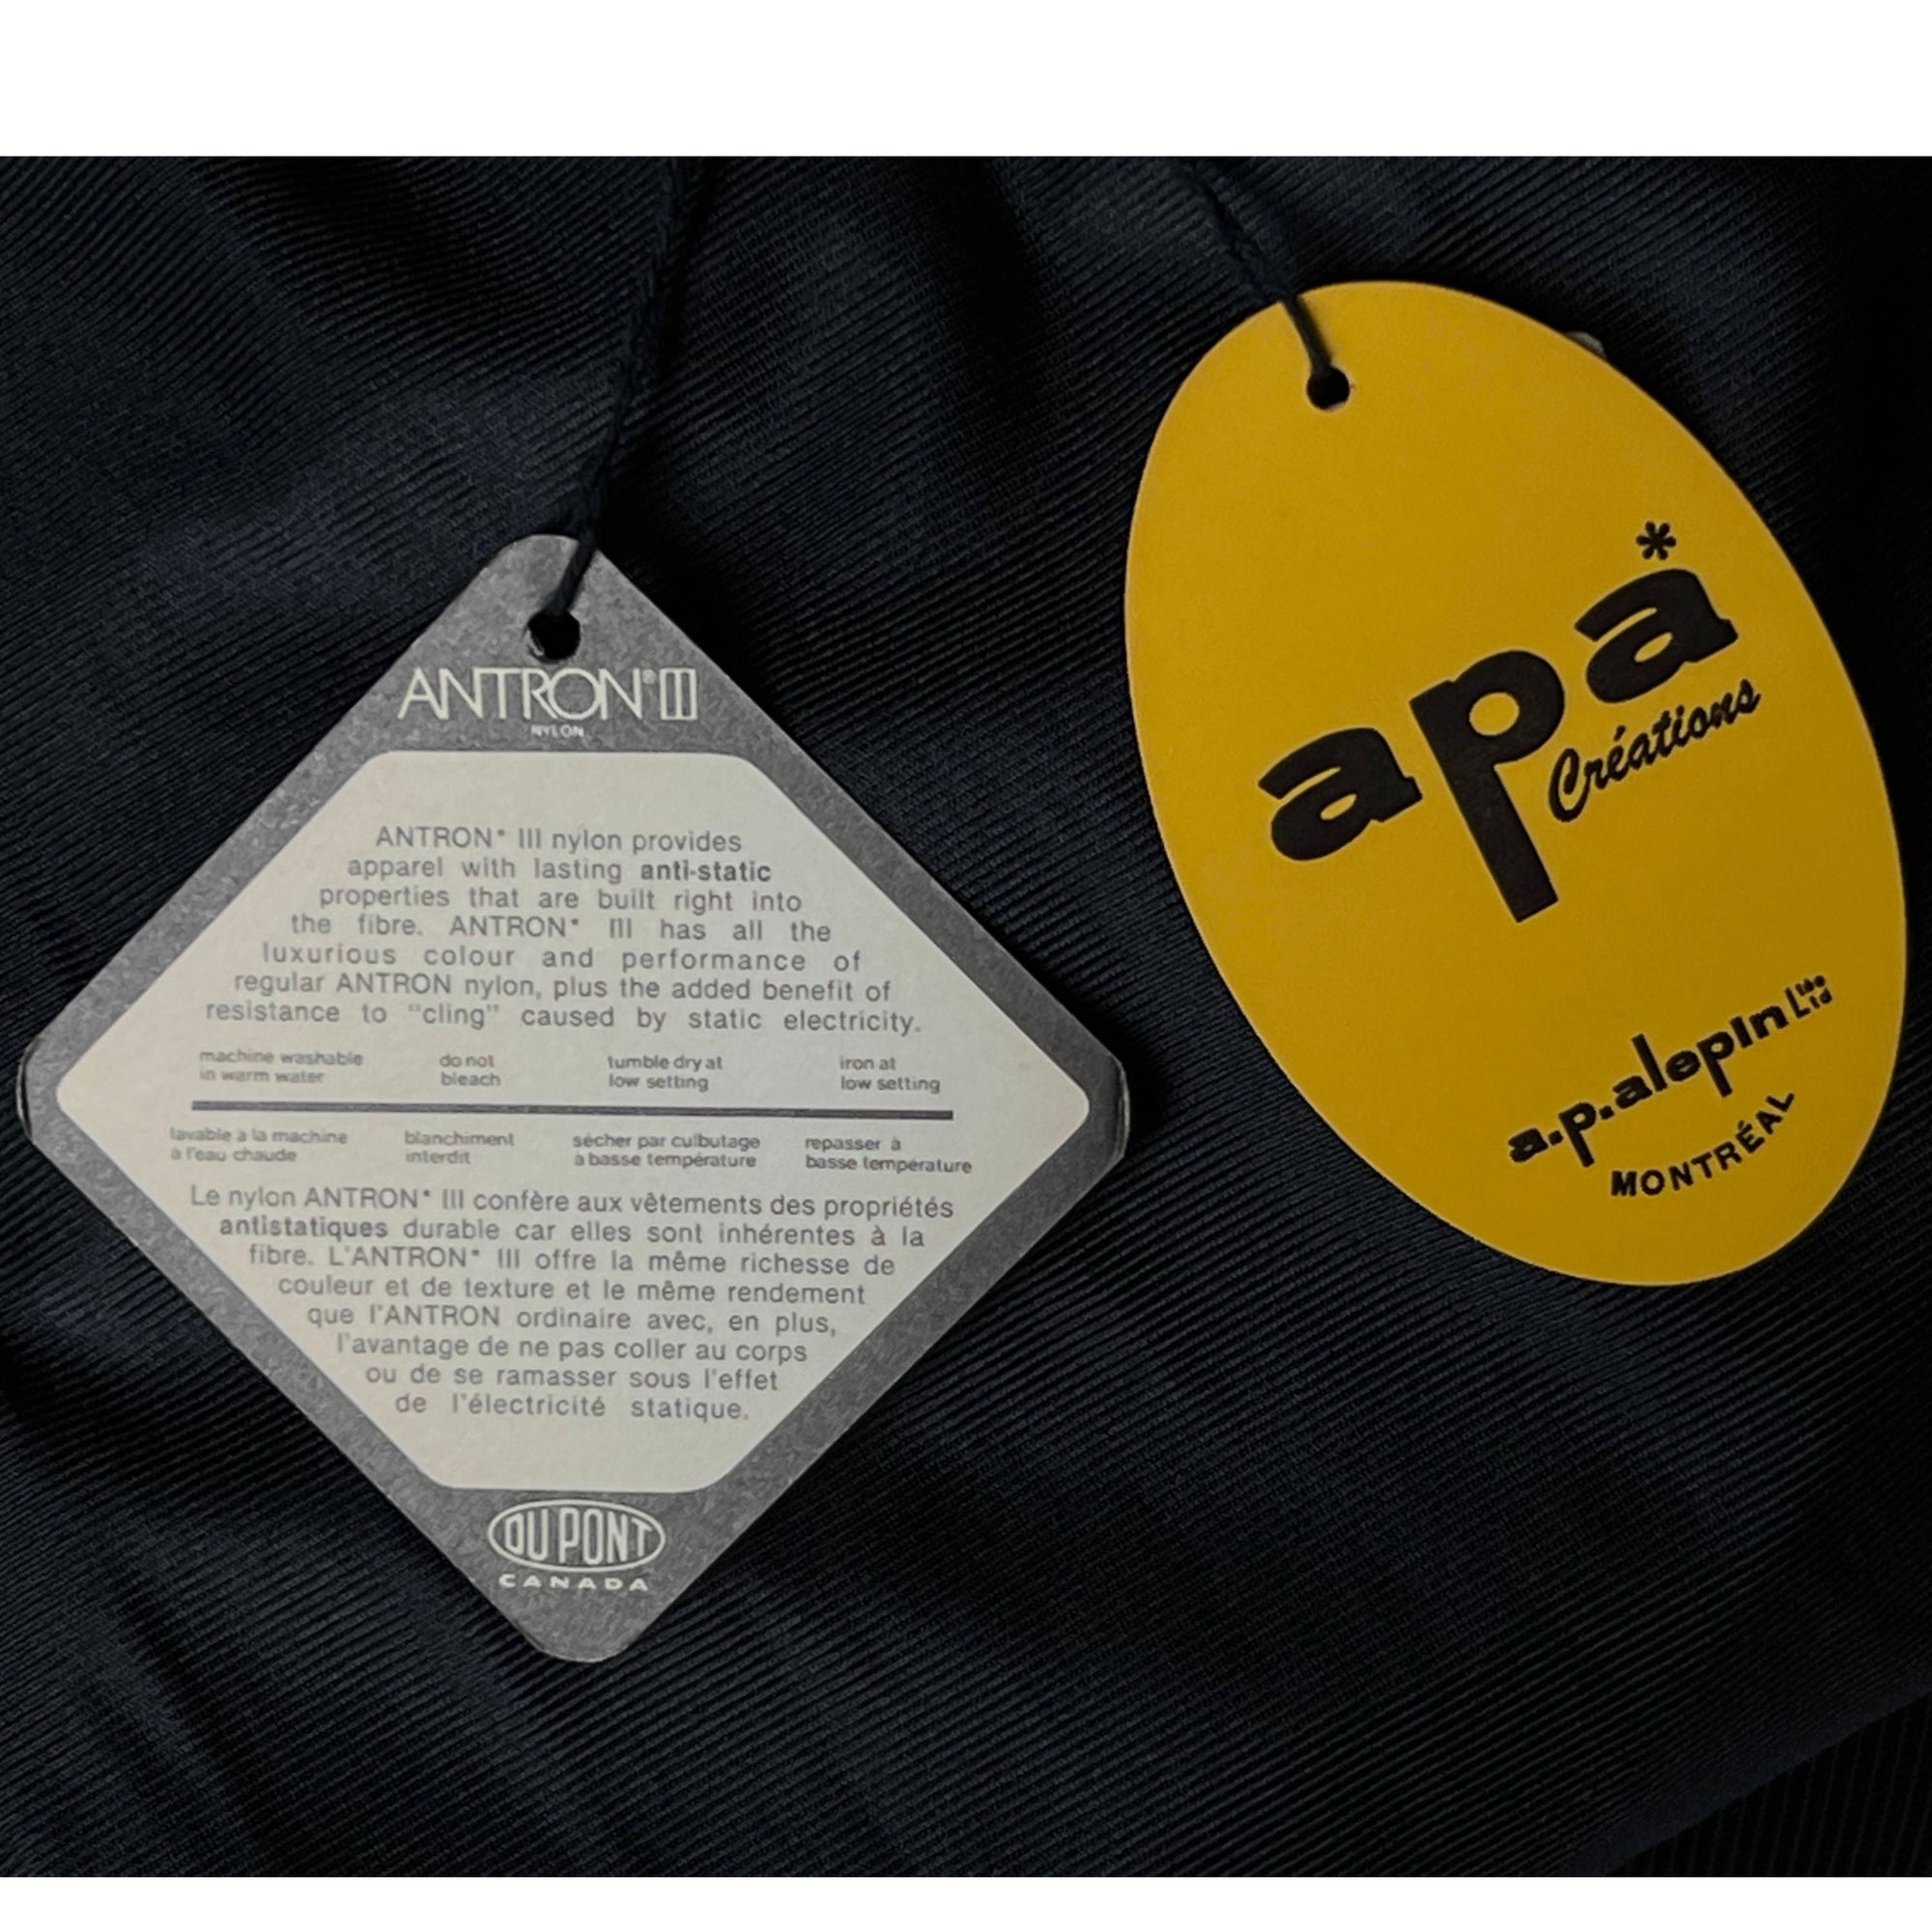 ANTRON® III
NYLON
ANTRON* III nylon provides
apparel with lasting anti-static
properties that are built right into
the fibre. ANTRON* III has all the
luxurious colour and performance of
regular ANTRON nylon, plus the added benefit of
resistance to "cling" caused by static electricity.
machine washable
in warm water
do not
bleach
tumble dry at
low setting
iron at
low setting
lavable à la machine
à l'eau chaude
blanchiment
interdit
sécher par culbutage
à basse température
repasser à
basse température
Le nylon ANTRON* III confère aux vêtements des propriétés
antistatiques durable car elles sont inhérentes à la
fibre. L'ANTRON* III offre la même richesse de
couleur et de texture et le même rendement
que l'ANTRON ordinaire avec, en plus,
l'avantage de ne pas coller au corps
ou de se ramasser sous l'effet
de l'électricité statique.
DU PONT
CANADA
apa*
Créations
a.p.alepin Ltée Ltd
MONTRÉAL